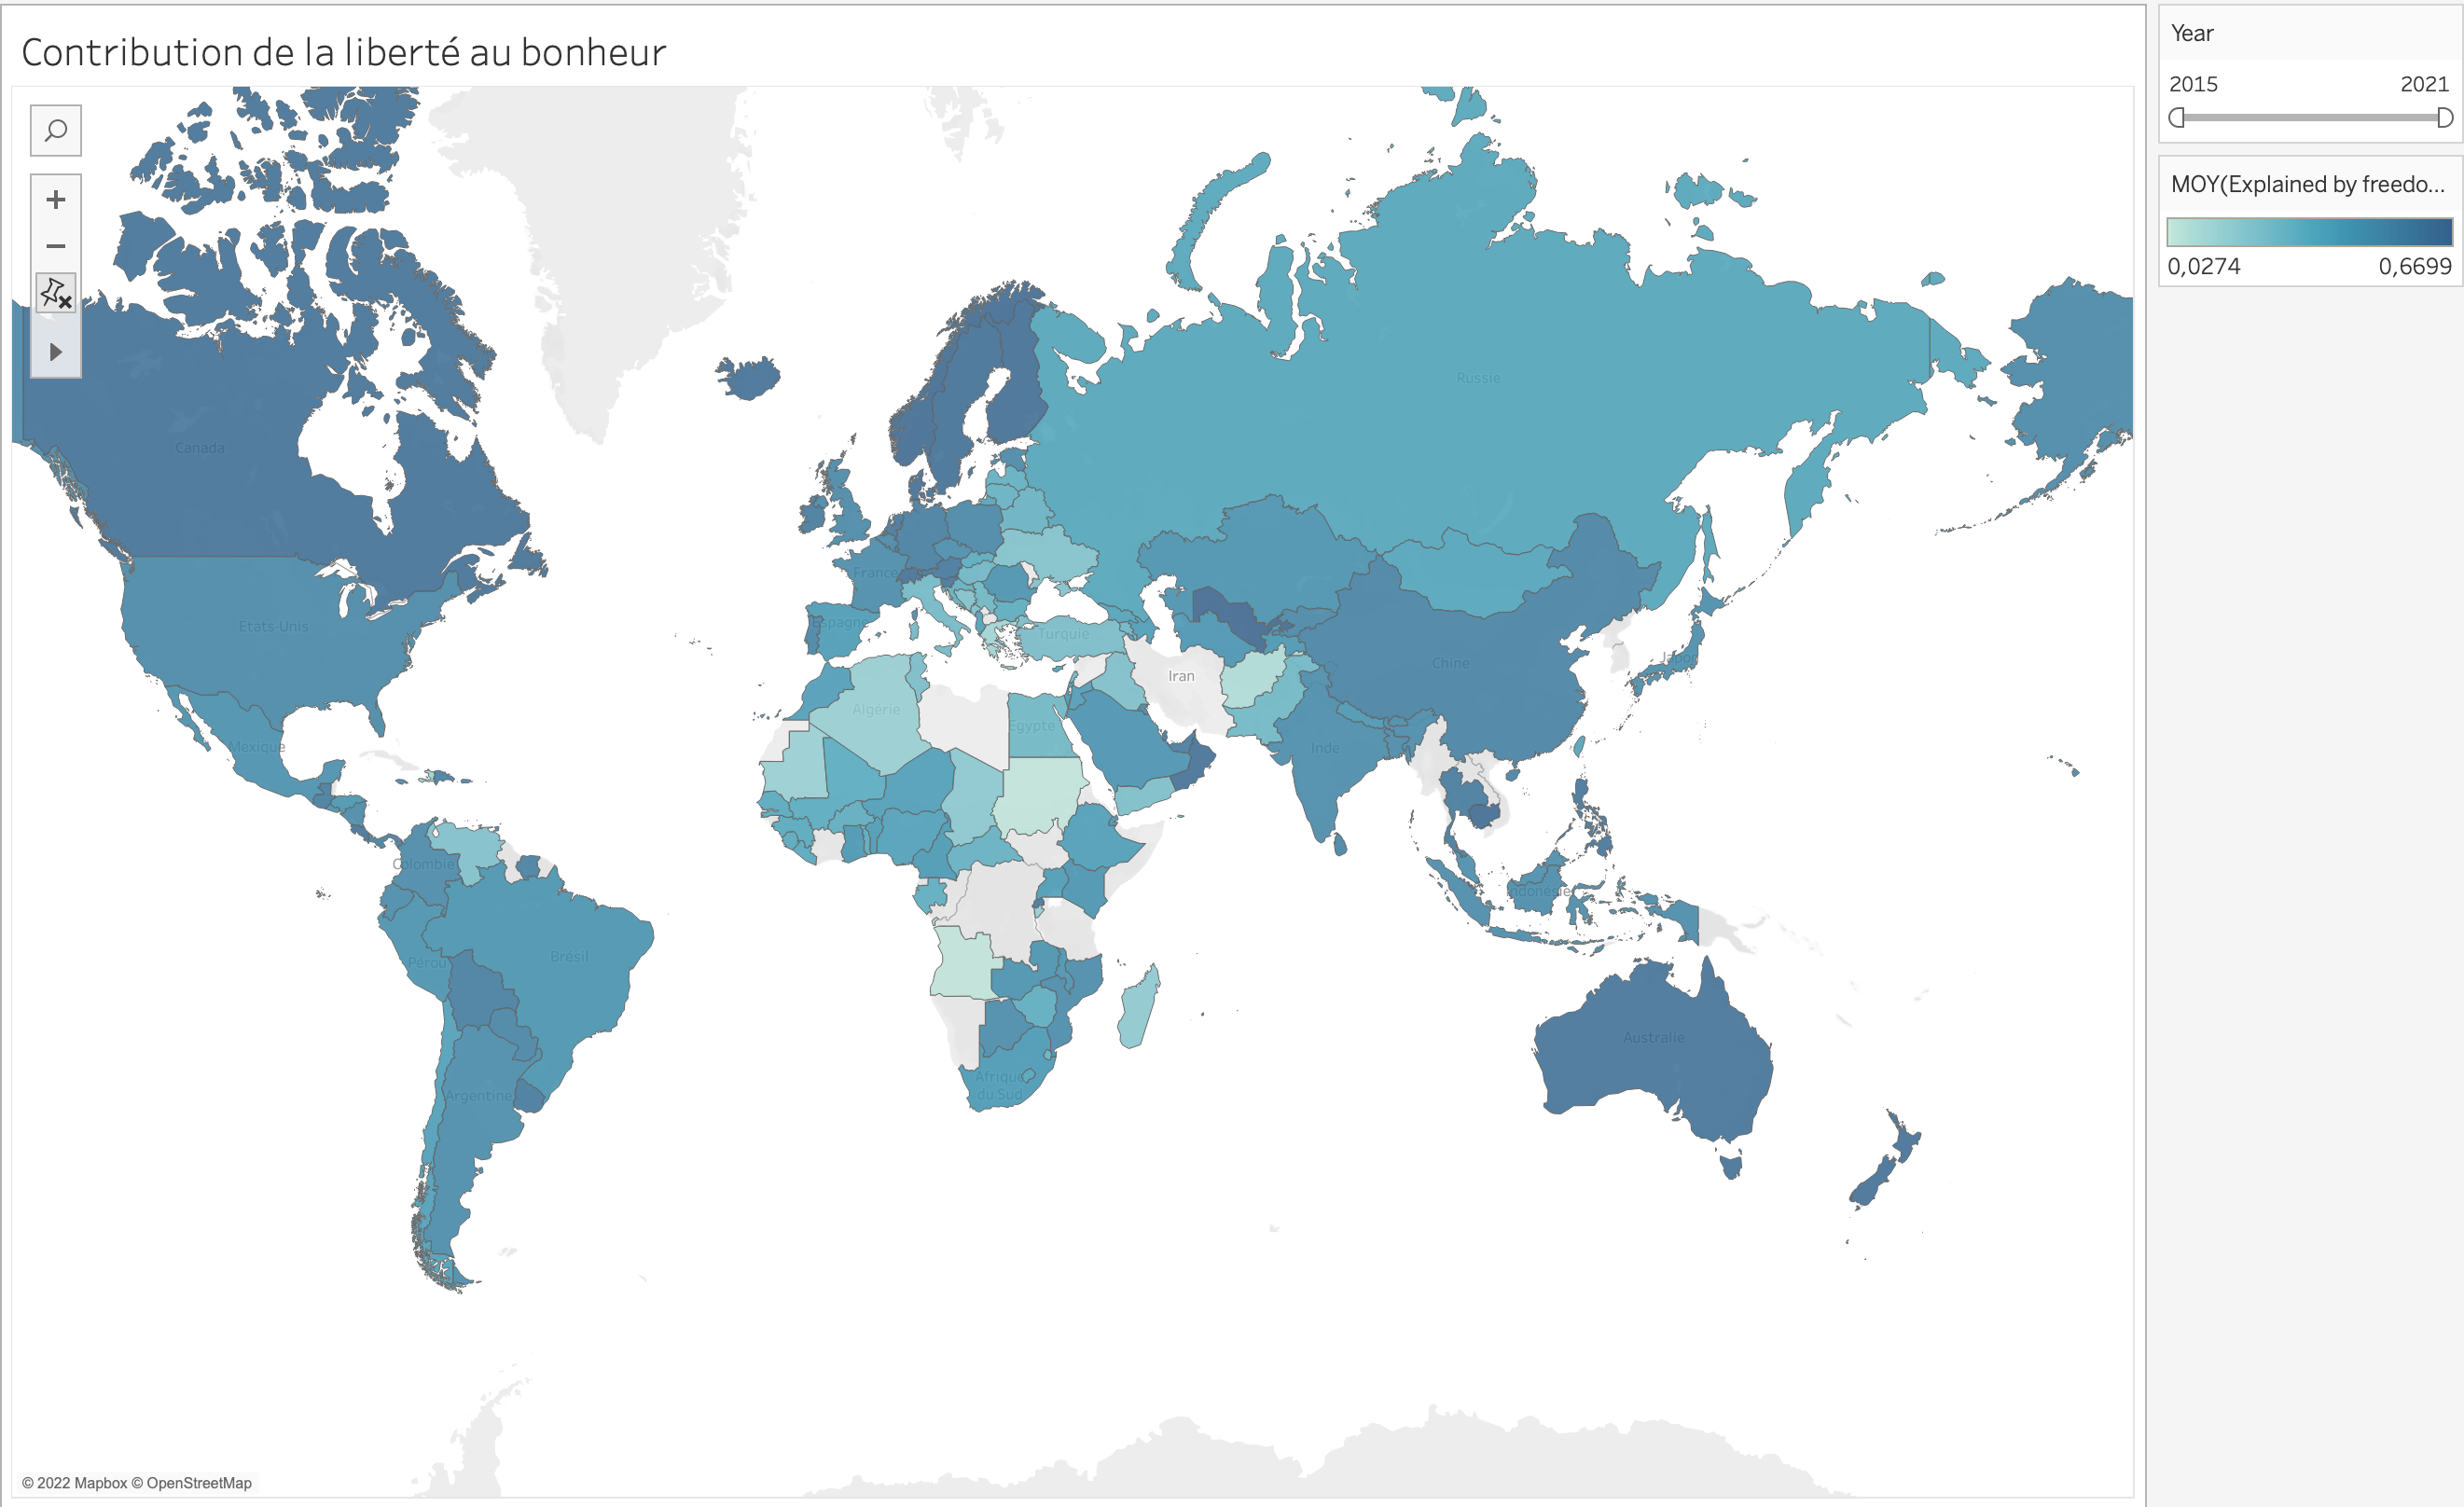 Contribution de la liberté au bonheur
Year
2015 2021
MOY(Explained by freedo...
0,0274 0,6699
Russie
Canada
France
Etats-Unis
Espagne
Turquie
Chine
Japon
Iran
Algérie
Egypte
Mexique
Inde
Colombie
Indonésie
Brésil
Pérou
Australie
Afrique
du Sud
Argentine
© 2022 Mapbox © OpenStreetMap